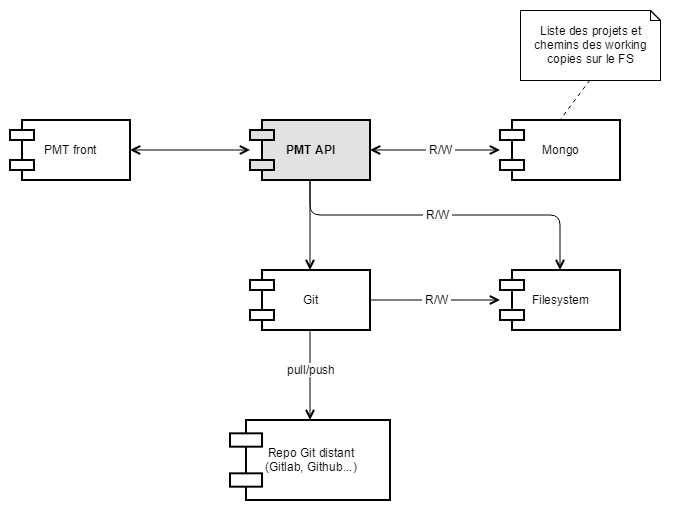 Liste des projets et
chemins des working
copies sur le FS
PMT front
PMT API
R/W
Mongo
R/W
Git
R/W
Filesystem
pull/push
Repo Git distant
(Gitlab, Github...)